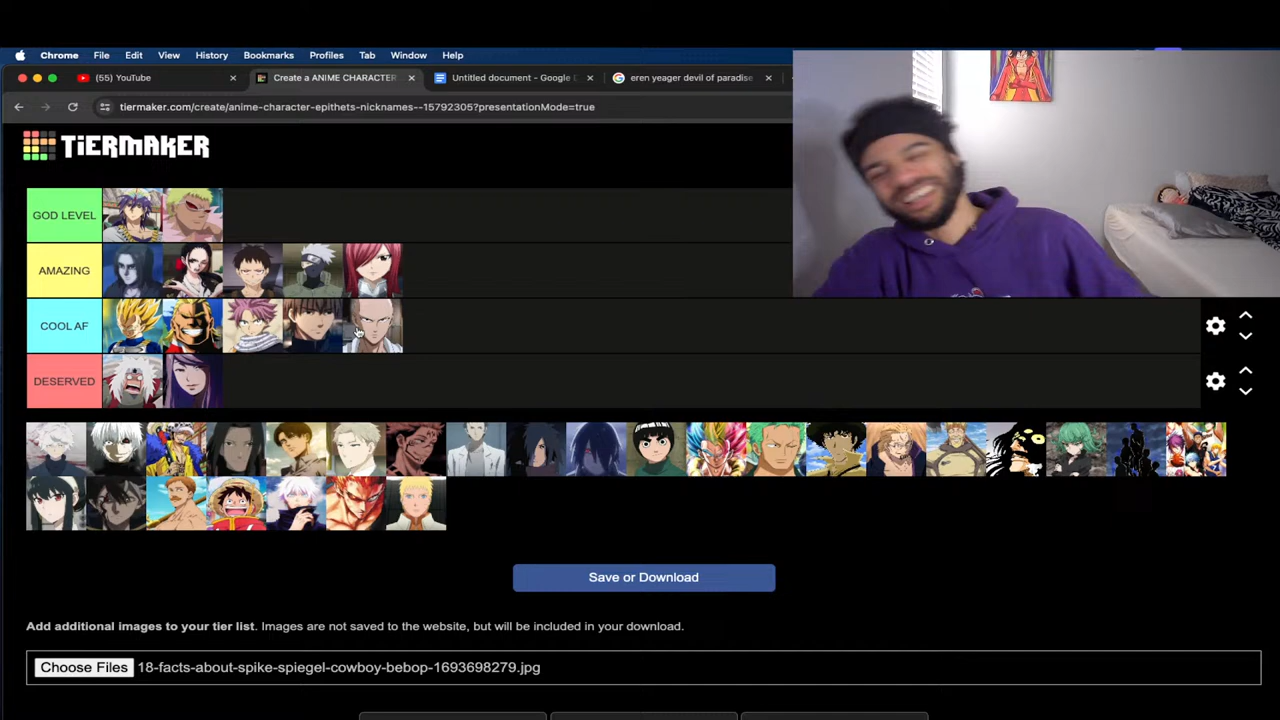 Chrome File Edit View History Bookmarks Profiles Tab Window Help
(55) YouTube Create a ANIME CHARACTER Untitled document - Google D eren yeager devil of paradise
tiermaker.com/create/anime-character-epithets-nicknames--15792305?presentationMode=true
TiERMAKER
GOD LEVEL
AMAZING
COOL AF
DESERVED
Save or Download
Add additional images to your tier list. Images are not saved to the website, but will be included in your download.
Choose Files 18-facts-about-spike-spiegel-cowboy-bebop-1693698279.jpg